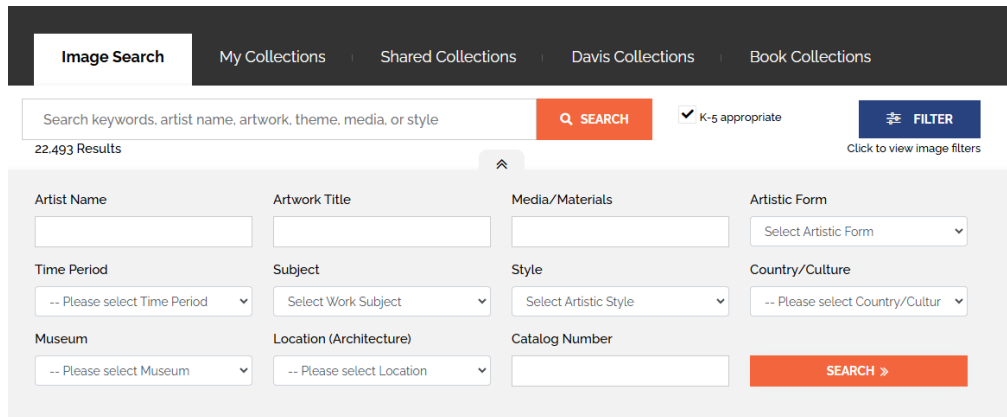 Image Search
My Collections
Shared Collections
Davis Collections
Book Collections
Search keywords, artist name, artwork, theme, media, or style
SEARCH
K-5 appropriate
FILTER
22,493 Results
Click to view image filters
Artist Name
Artwork Title
Media/Materials
Artistic Form
Select Artistic Form
Time Period
Subject
Style
Country/Culture
-- Please select Time Period
Select Work Subject
Select Artistic Style
-- Please select Country/Cultur
Museum
Location (Architecture)
Catalog Number
-- Please select Museum
-- Please select Location
SEARCH »